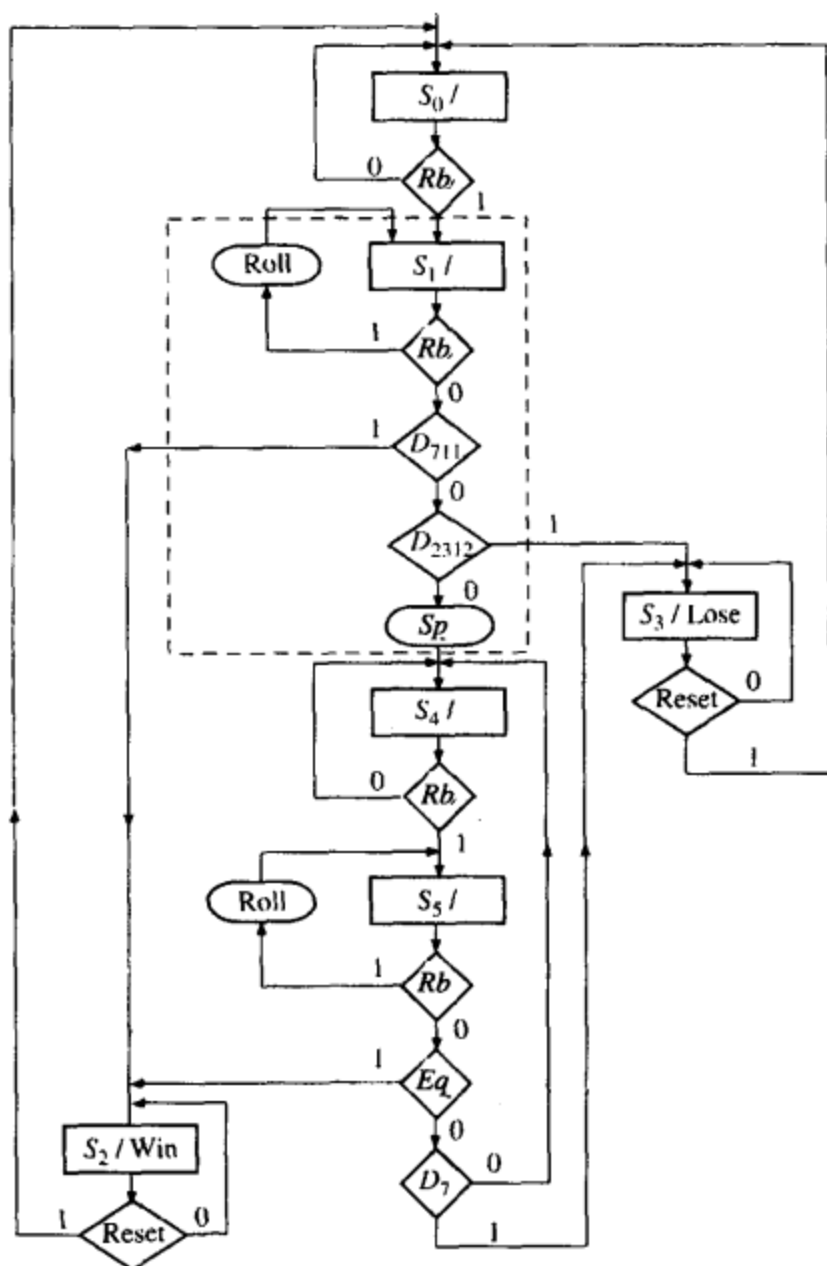 S₀ /
0
Rb
1
Roll
S₁ /
1
Rb
0
1
D₇₁₁
0
D₂₃₁₂
1
0
Sp
S₃ / Lose
S₄ /
Reset
0
0
Rb
1
1
Roll
S₅ /
1
Rb
0
1
Eq
0
S₂ / Win
D₇
0
1
Reset
0
1